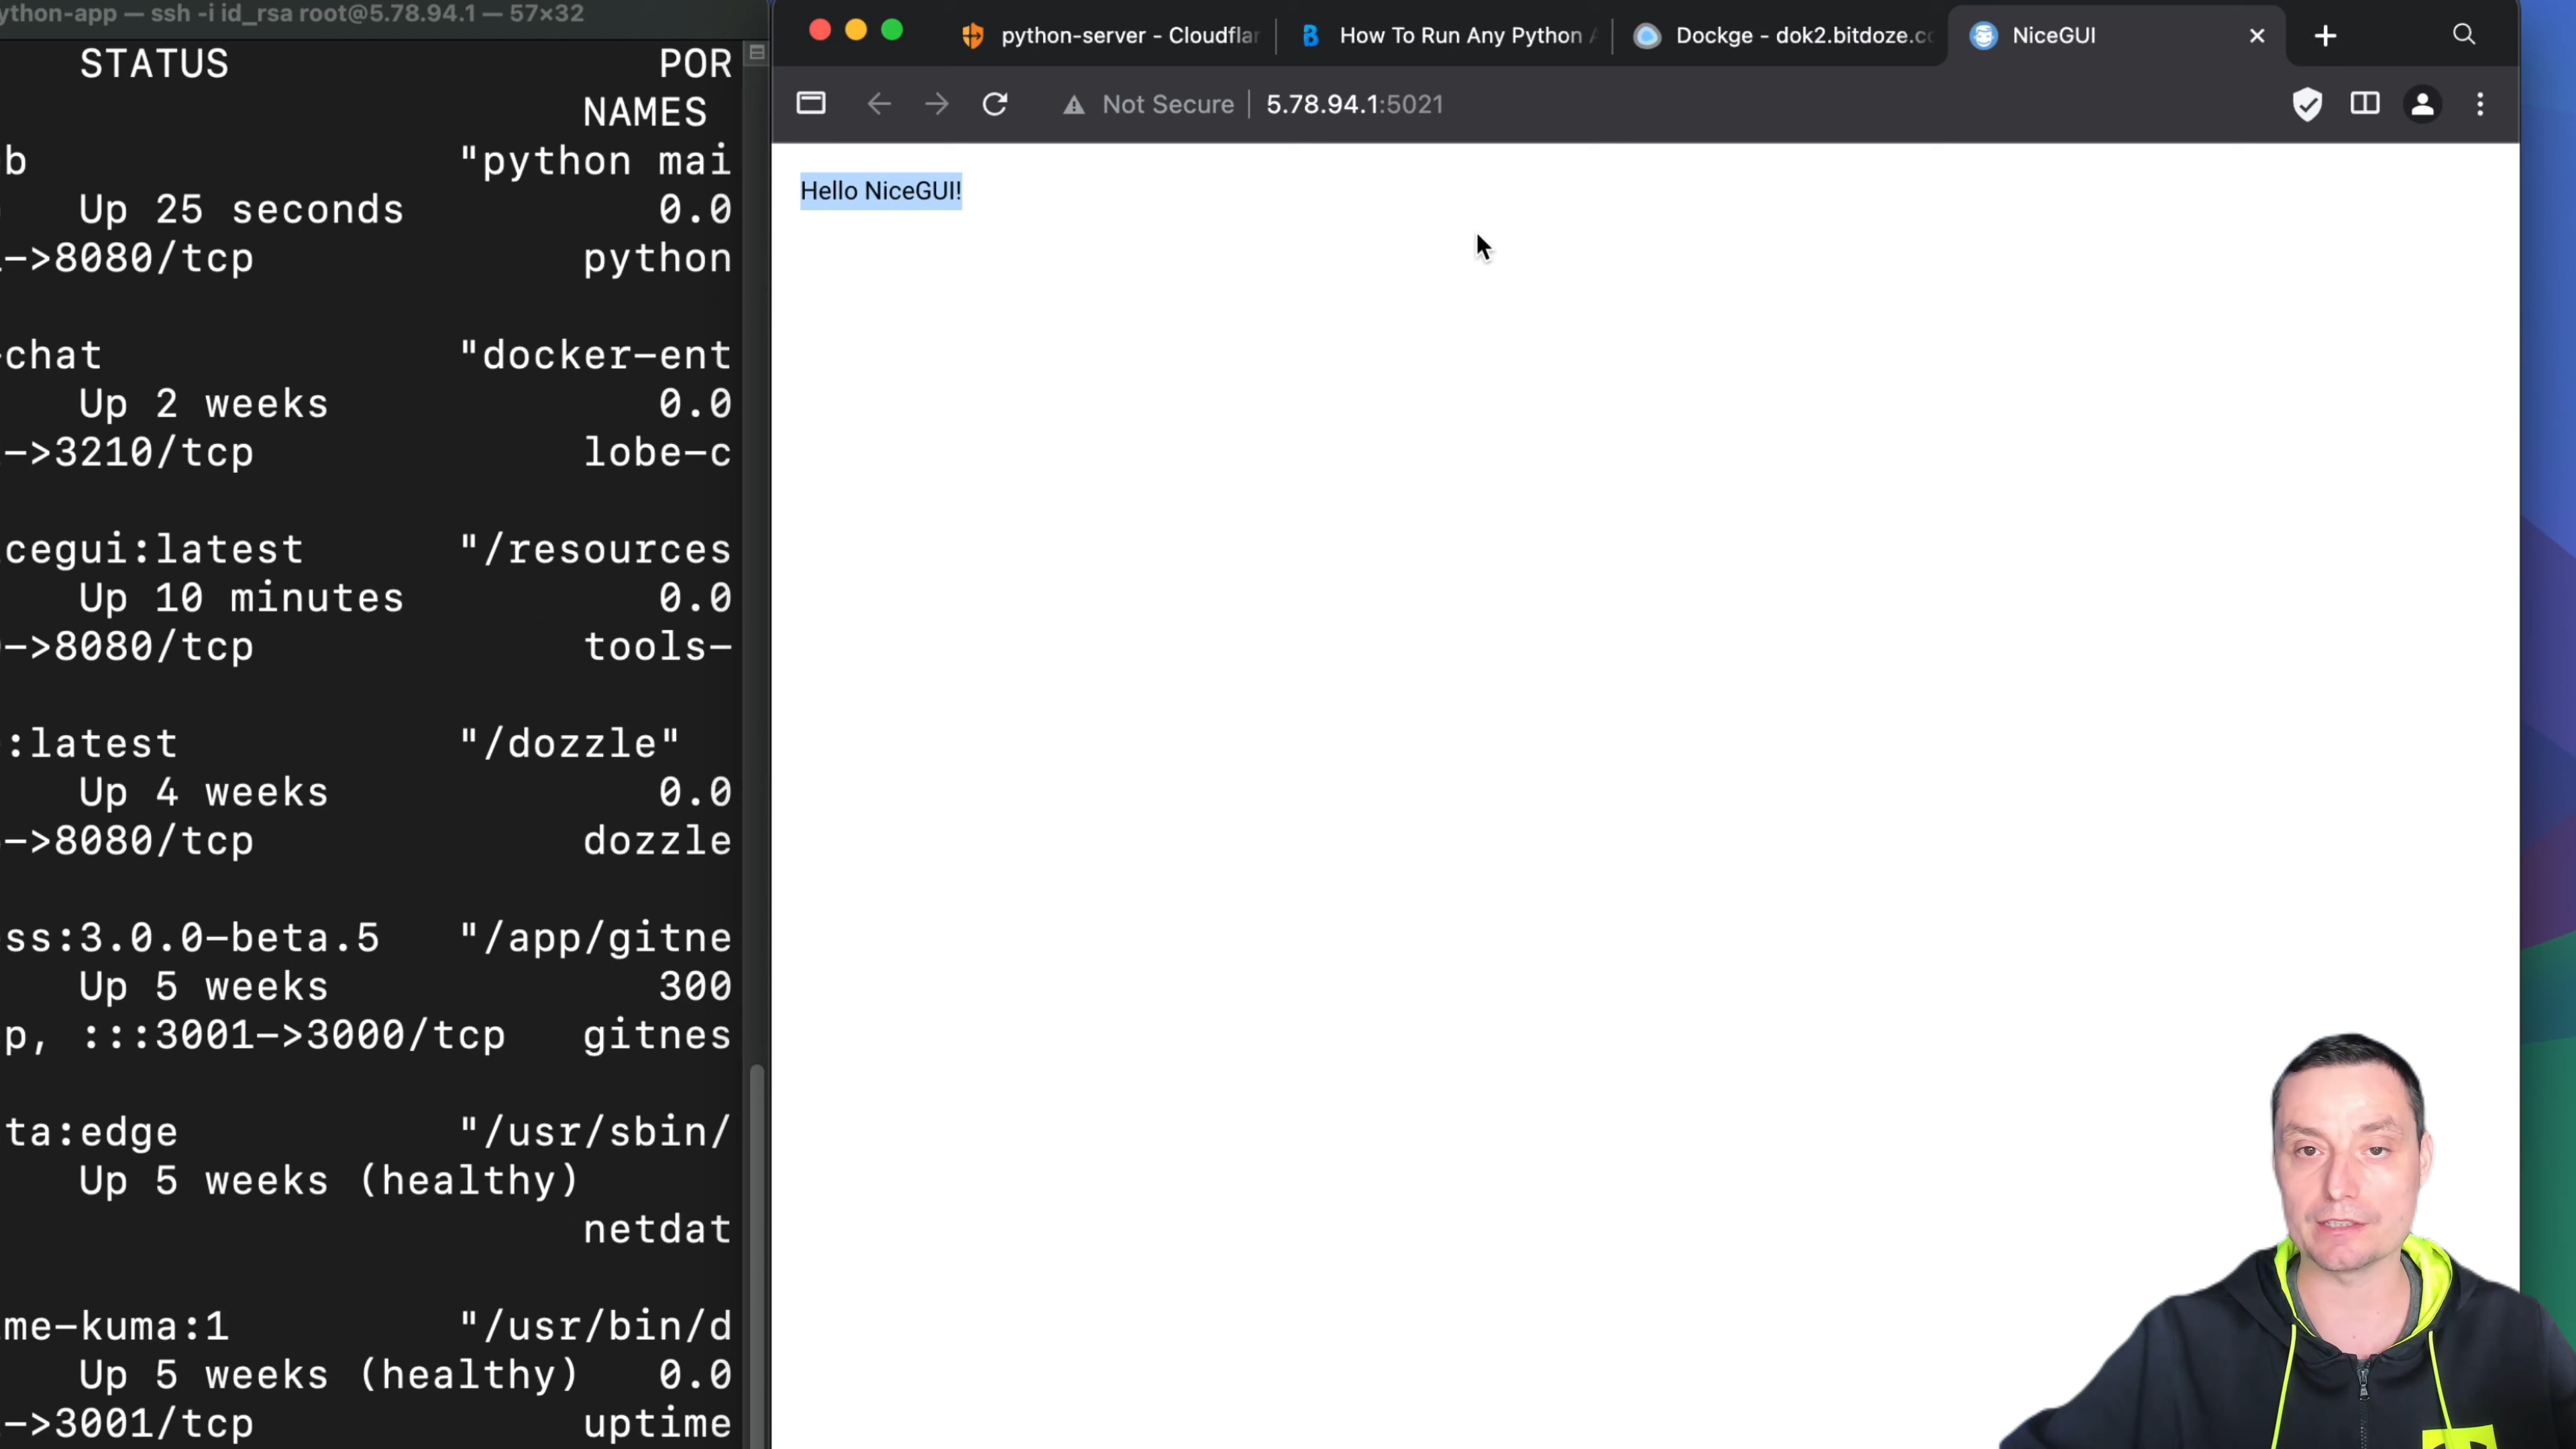 ython-app — ssh -i id_rsa root@5.78.94.1 — 57×32
STATUS POR
NAMES
b "python mai
Up 25 seconds 0.0
->8080/tcp python
chat "docker-ent
Up 2 weeks 0.0
->3210/tcp lobe-c
cegui:latest "/resources
Up 10 minutes 0.0
->8080/tcp tools-
:latest "/dozzle"
Up 4 weeks 0.0
->8080/tcp dozzle
ss:3.0.0-beta.5 "/app/gitne
Up 5 weeks 300
p, :::3001->3000/tcp gitnes
ta:edge "/usr/sbin/
Up 5 weeks (healthy)
netdat
me-kuma:1 "/usr/bin/d
Up 5 weeks (healthy) 0.0
->3001/tcp uptime
python-server - Cloudflar
How To Run Any Python A
Dockge - dok2.bitdoze.co
NiceGUI
Not Secure 5.78.94.1:5021
Hello NiceGUI!